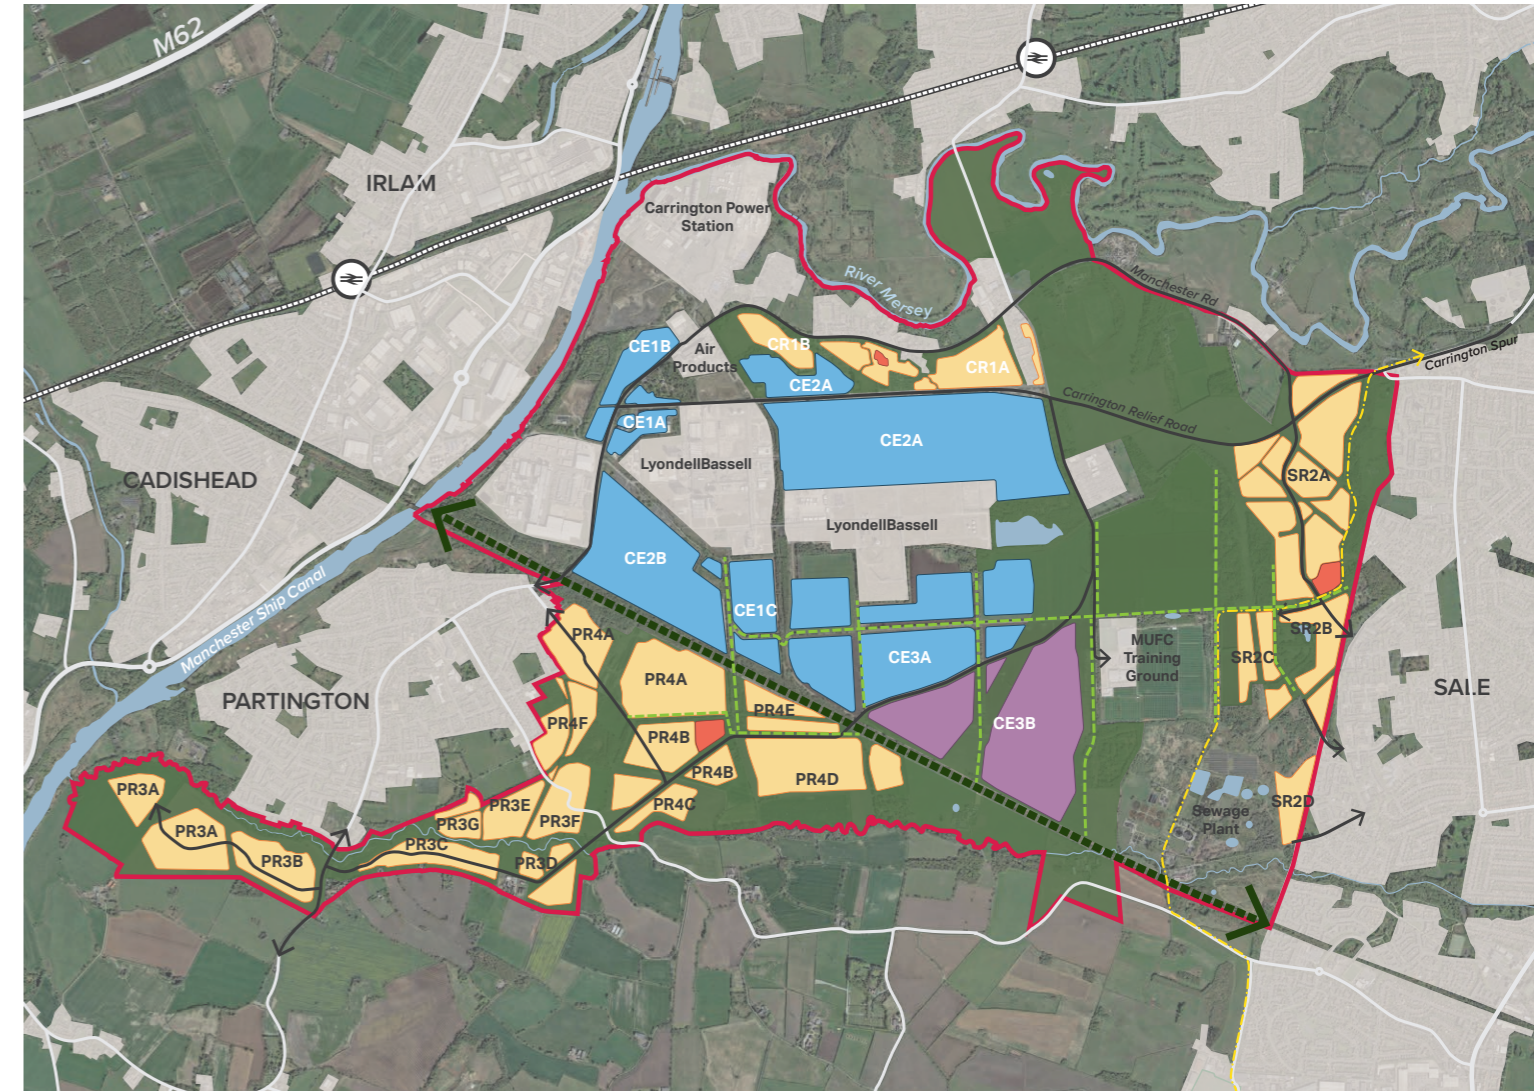 M62
IRLAM
Carrington Power
Station
River Mersey
Manchester Rd
Carrington Spur
CE1B
Air
Products
CR1B
CE2A
CR1A
Carrington Relief Road
CE1A
CE2A
SR2A
CADISHEAD
LyondellBassell
LyondellBassell
CE2B
CE1C
Manchester Ship Canal
PR4A
SR2B
MUFC
Training
Ground
CE3A
SR2C
PR4A
SALE
PARTINGTON
PR4E
PR4F
CE3B
PR4B
PR4B
PR4D
PR3A
PR3E
PR4C
SR2D
Sewage
Plant
PR3G
PR3F
PR3A
PR3C
PR3B
PR3D